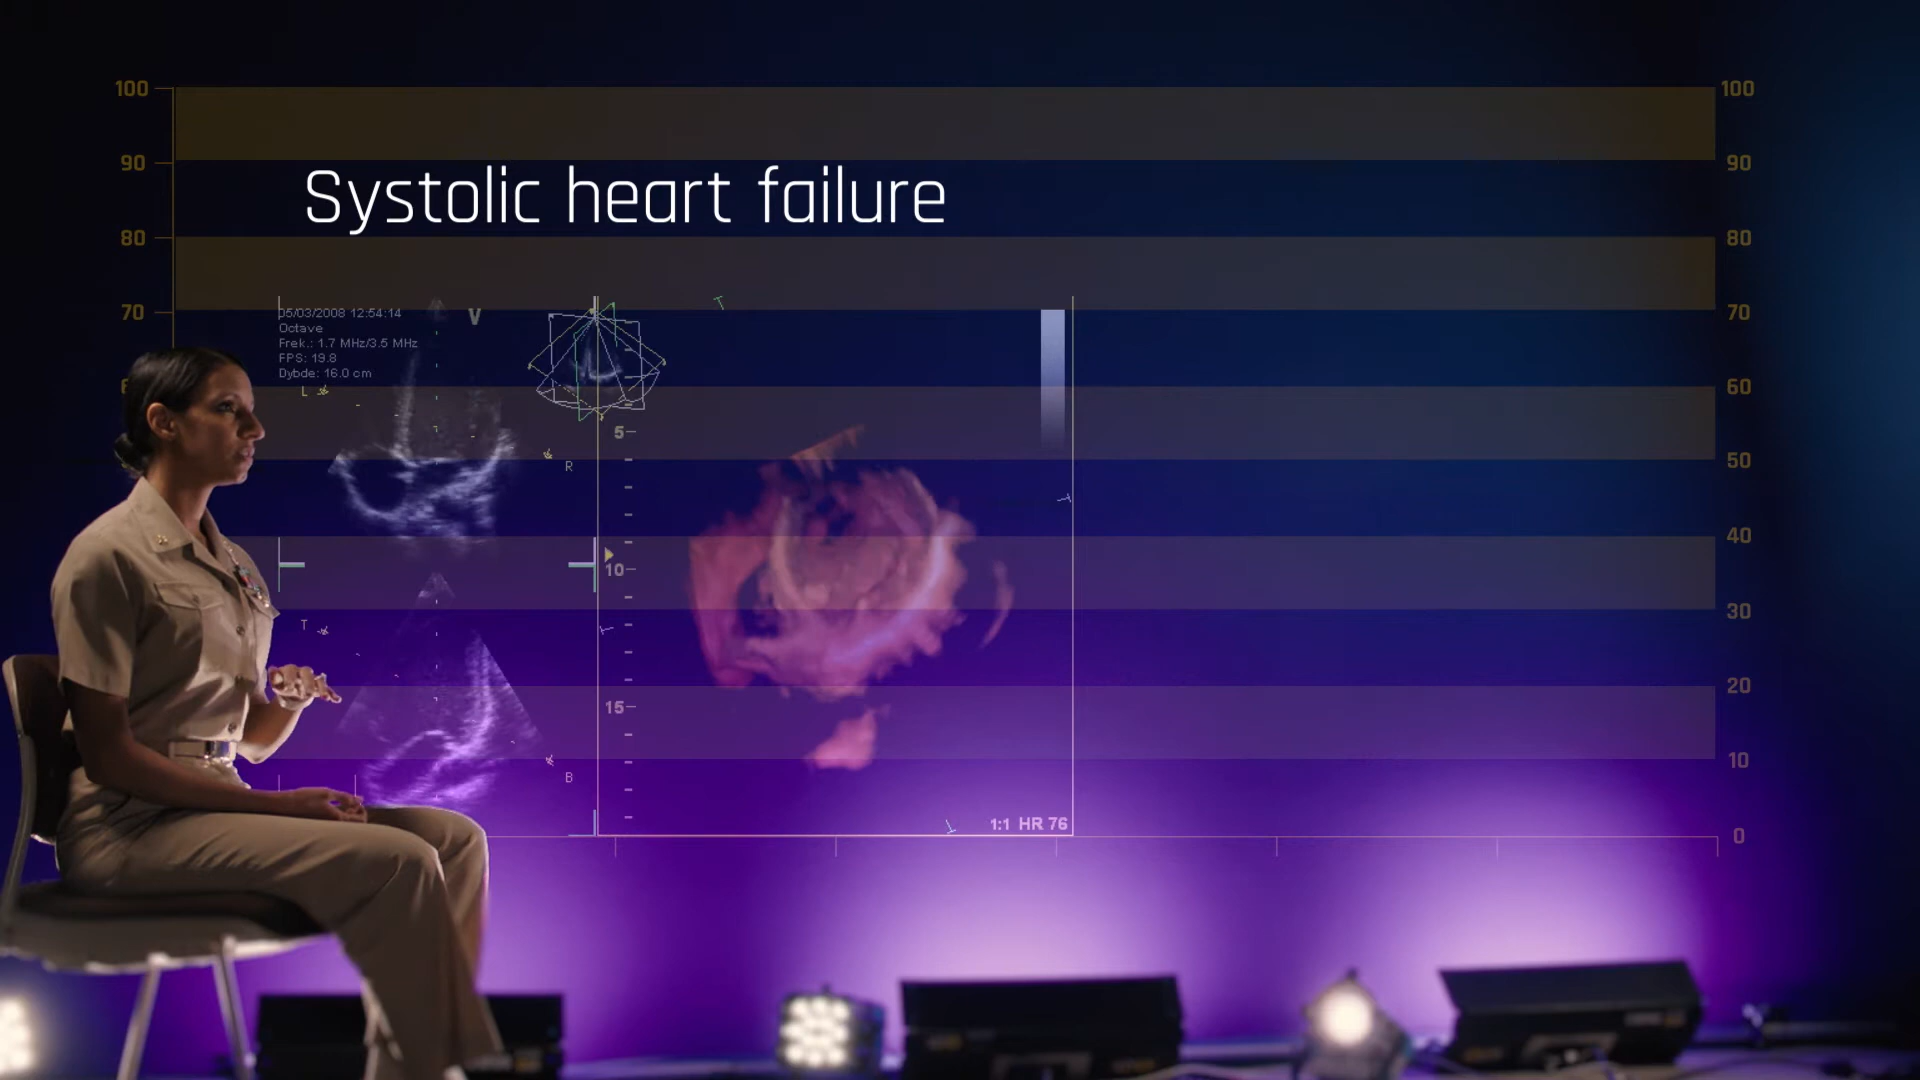 Systolic heart failure
100
90
80
70
6
05/03/2008 12:54:14
Octave
Frek.: 1.7 MHz/3.5 MHz
FPS: 19.8
Dybde: 16.0 cm
V
T
L
R
T
B
5
10
15
T
T
T
T
1:1 HR 76
100
90
80
70
60
50
40
30
20
10
0